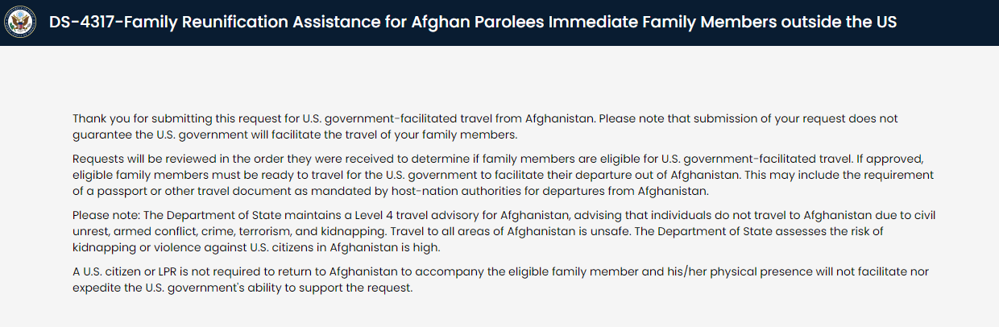 DS-4317-Family Reunification Assistance for Afghan Parolees Immediate Family Members outside the US
Thank you for submitting this request for U.S. government-facilitated travel from Afghanistan. Please note that submission of your request does not
guarantee the U.S. government will facilitate the travel of your family members.
Requests will be reviewed in the order they were received to determine if family members are eligible for U.S. government-facilitated travel. If approved,
eligible family members must be ready to travel for the U.S. government to facilitate their departure out of Afghanistan. This may include the requirement
of a passport or other travel document as mandated by host-nation authorities for departures from Afghanistan.
Please note: The Department of State maintains a Level 4 travel advisory for Afghanistan, advising that individuals do not travel to Afghanistan due to civil
unrest, armed conflict, crime, terrorism, and kidnapping. Travel to all areas of Afghanistan is unsafe. The Department of State assesses the risk of
kidnapping or violence against U.S. citizens in Afghanistan is high.
A U.S. citizen or LPR is not required to return to Afghanistan to accompany the eligible family member and his/her physical presence will not facilitate nor
expedite the U.S. government's ability to support the request.